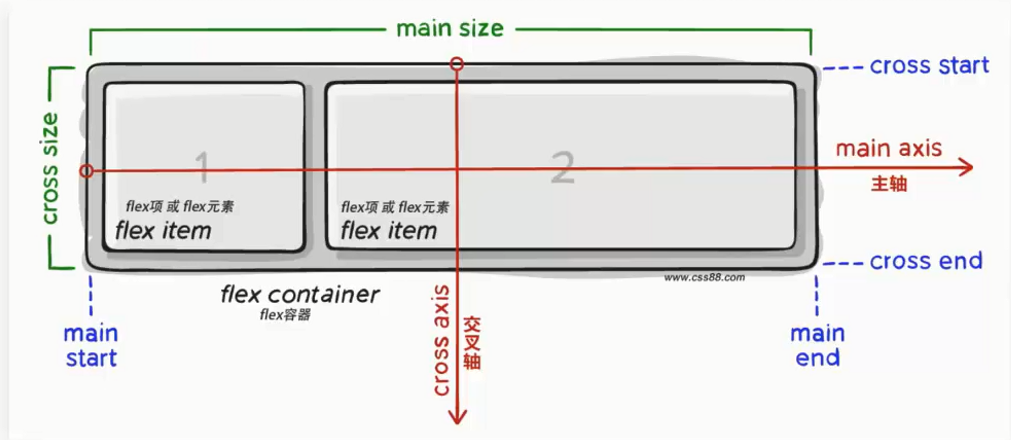 main size
cross start
cross size
1
2
main axis
主轴
flex项 或 flex元素
flex item
flex项 或 flex元素
flex item
cross end
www.css88.com
flex container
flex容器
cross axis
交叉轴
main
start
main
end